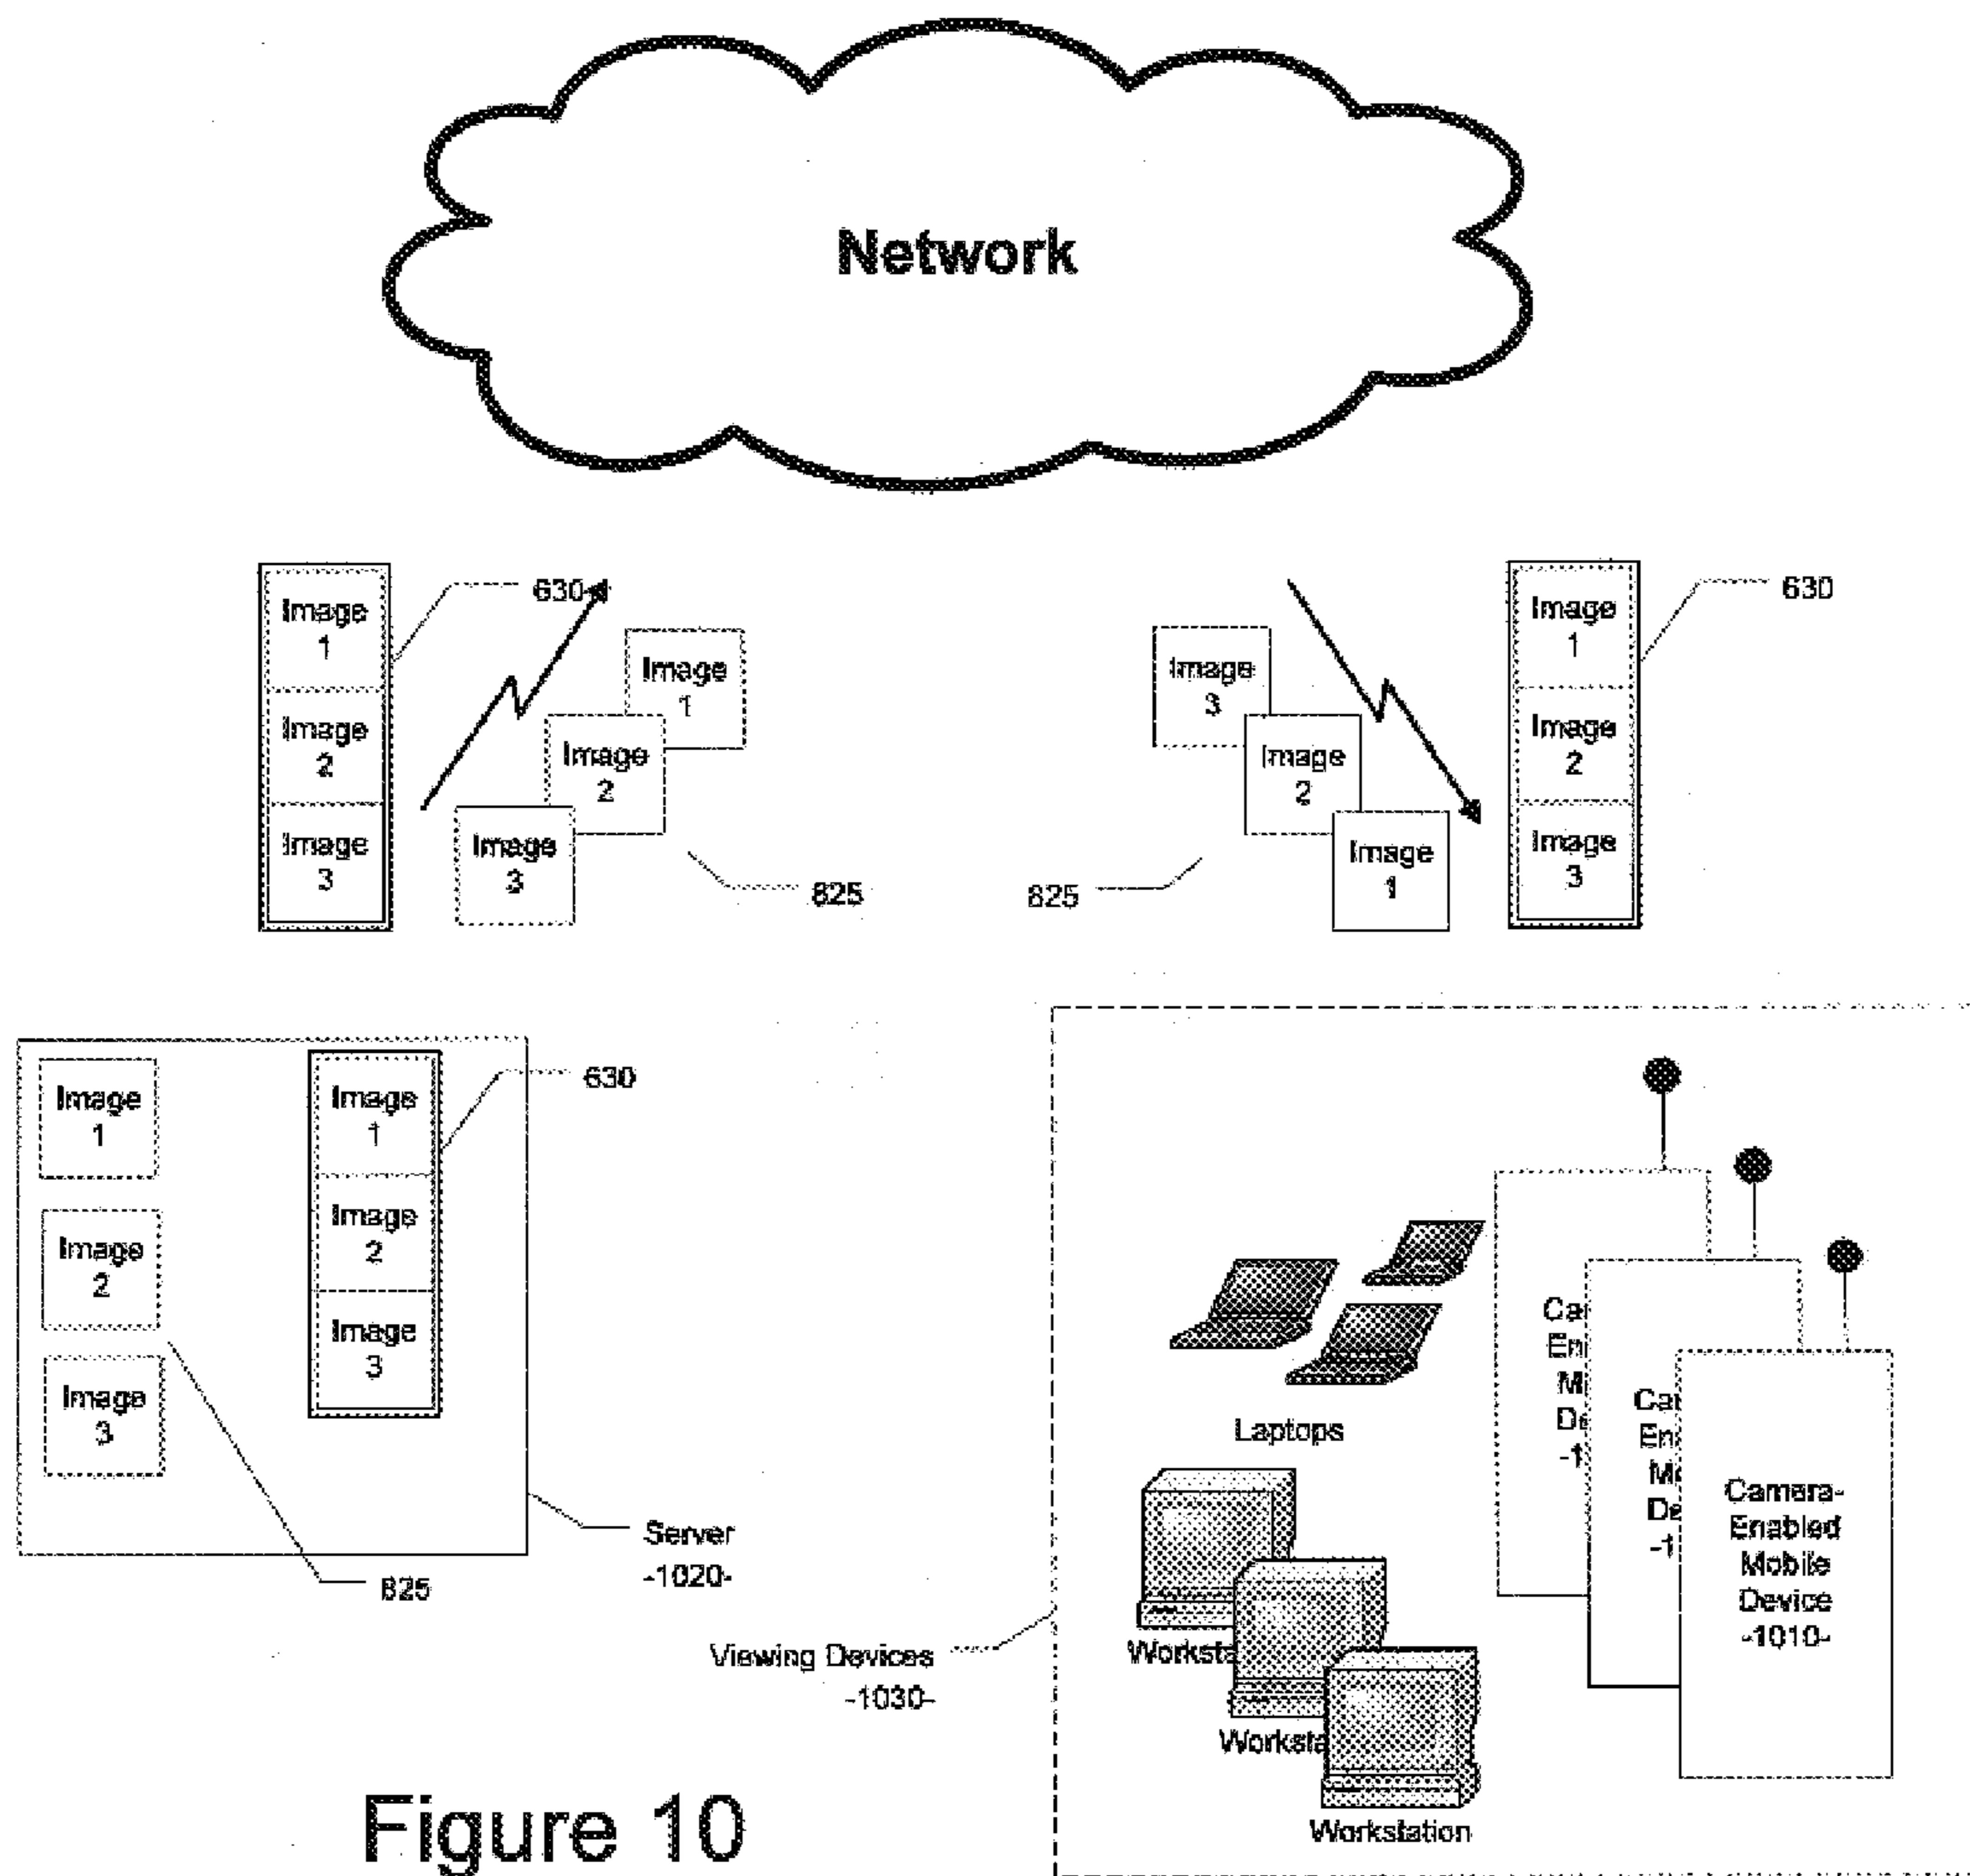 Network
Image
1
Image
2
Image
3
630
Image
1
Image
2
Image
3
825
Image
3
Image
2
Image
1
825
Image
1
Image
2
Image
3
630
Image
1
Image
2
Image
3
825
Image
1
Image
2
Image
3
630
Server
-1020-
Laptops
Workstation
Viewing Devices
-1030-
Camera-
Enabled
Mobile
Device
-1010-
Figure 10